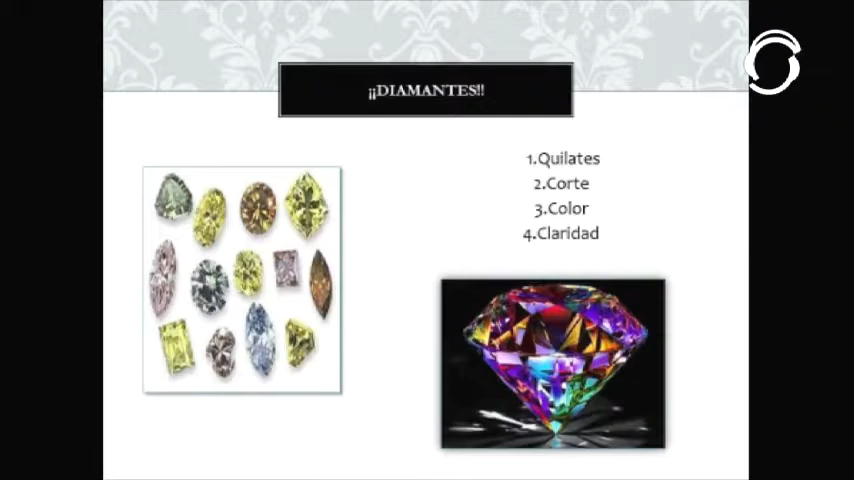 ¡¡DIAMANTES!!
1.Quilates
2.Corte
3.Color
4.Claridad